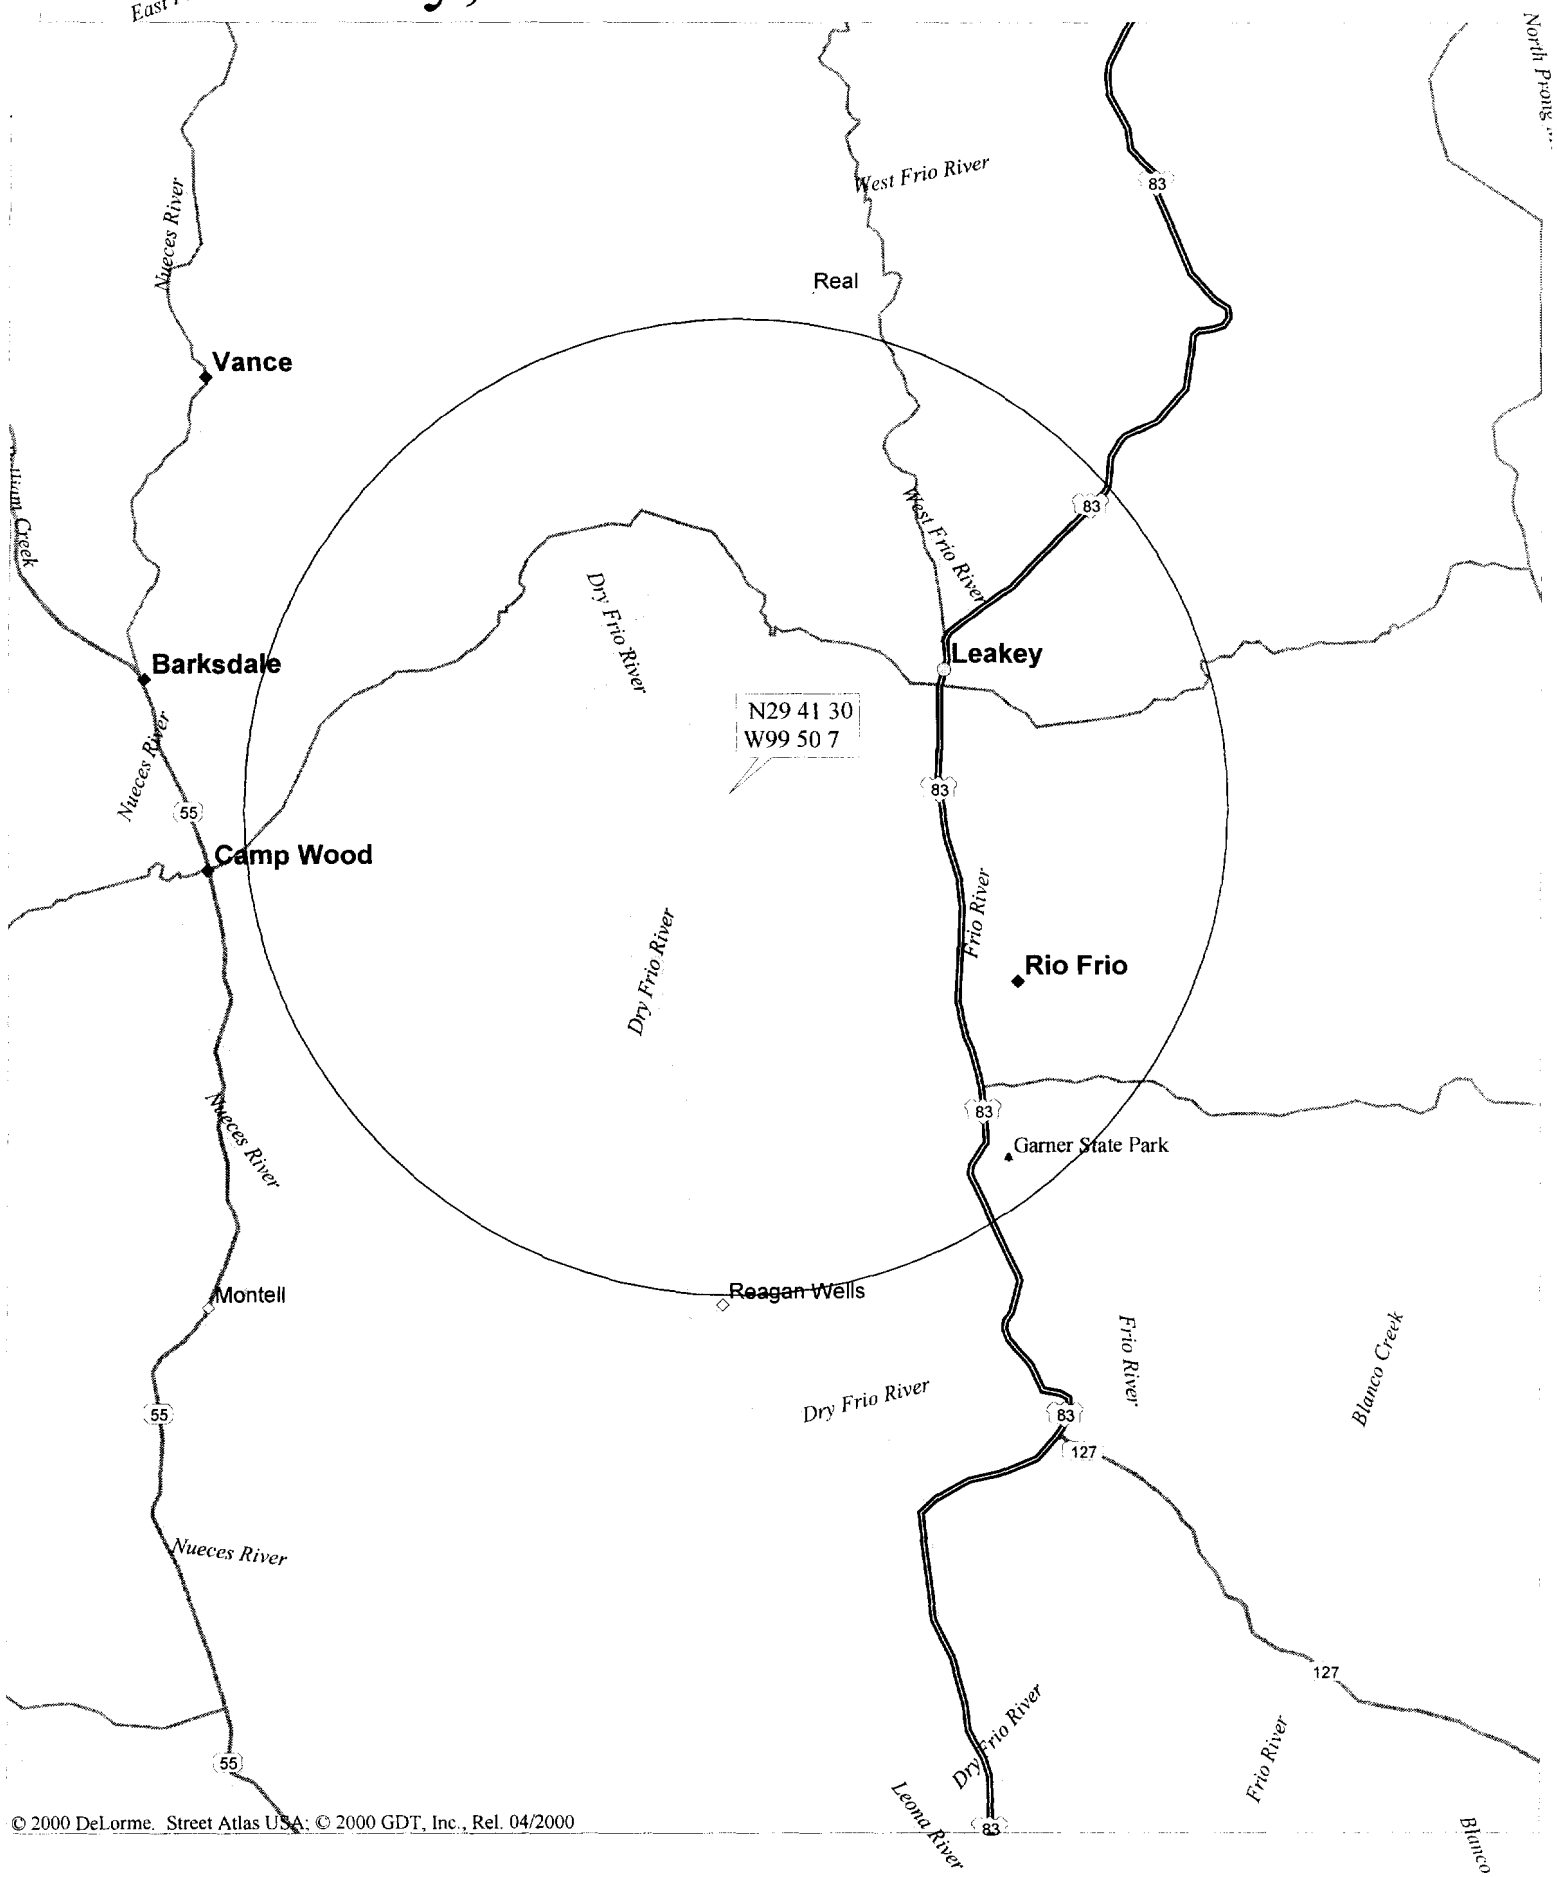 East
North Prong
West Frio River
83
Nueces River
Real
Vance
West Frio River
83
Creek
Dry Frio River
Leakey
Barksdale
N29 41 30
W99 50 7
Nueces River
83
55
Camp Wood
Frio River
Dry Frio River
Rio Frio
83
Nueces River
Garner State Park
Montell
Reagan Wells
Frio River
Blanco Creek
Dry Frio River
55
83
127
Nueces River
127
Dry Frio River
Frio River
55
Leona River
© 2000 DeLorme. Street Atlas USA; © 2000 GDT, Inc., Rel. 04/2000
83
Blanco